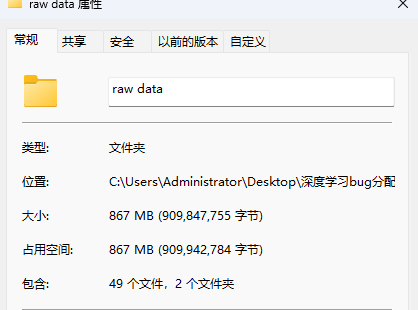 raw data 属性
常规 共享 安全 以前的版本 自定义
raw data
类型: 文件夹
位置: C:\Users\Administrator\Desktop\深度学习bug分配
大小: 867 MB (909,847,755 字节)
占用空间: 867 MB (909,942,784 字节)
包含: 49 个文件，2 个文件夹